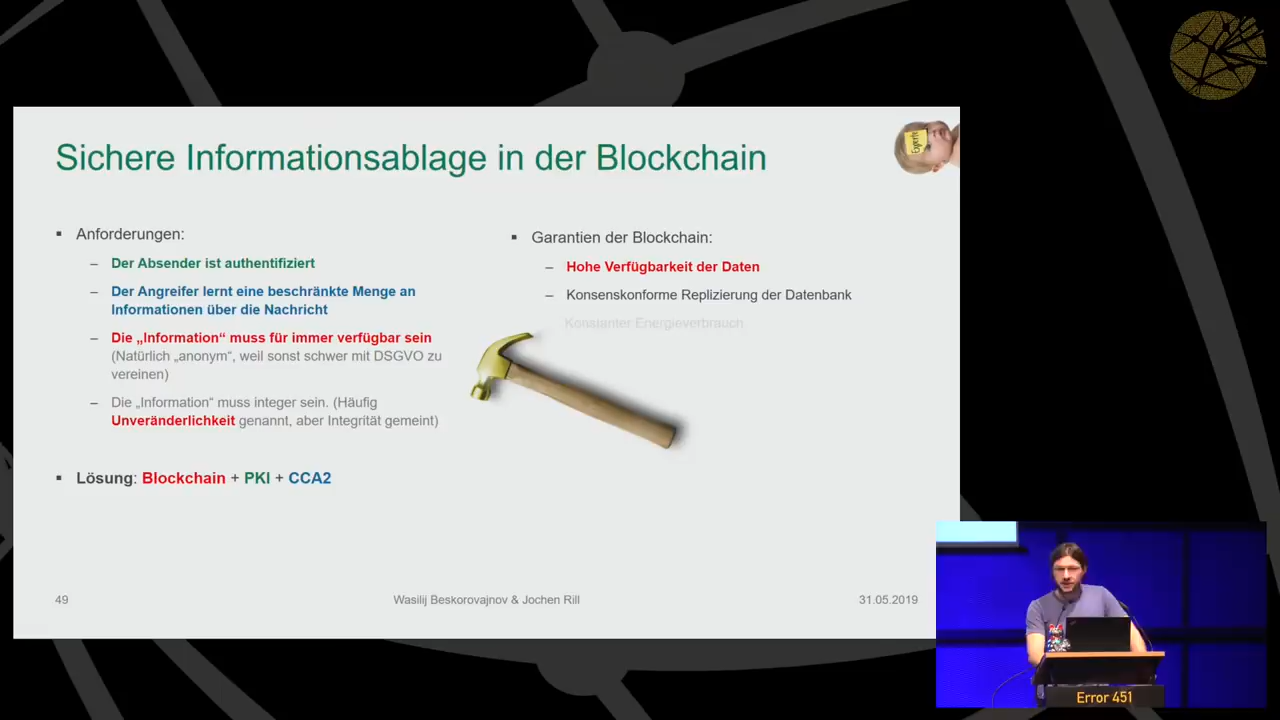 Sichere Informationsablage in der Blockchain
Experte
Anforderungen:
– Der Absender ist authentifiziert
– Der Angreifer lernt eine beschränkte Menge an
Informationen über die Nachricht
– Die „Information“ muss für immer verfügbar sein
(Natürlich „anonym“, weil sonst schwer mit DSGVO zu
vereinen)
– Die „Information“ muss integer sein. (Häufig
Unveränderlichkeit genannt, aber Integrität gemeint)
Lösung: Blockchain + PKI + CCA2
Garantien der Blockchain:
– Hohe Verfügbarkeit der Daten
– Konsenskonforme Replizierung der Datenbank
Konstanter Energieverbrauch
49
Wasilij Beskorovajnov & Jochen Rill
31.05.2019
Error 451